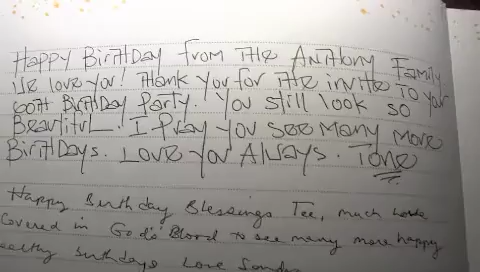 HAPPY BIRTHDAY FROM THE ANTHONY FAMILY
WE LOVE YOU! THANK YOU FOR THE INVITE TO YOUR
60TH BIRTHDAY PARTY. YOU still look so
BEAUTIFUL. I PRAY YOU SEE MANY MORE
BIRTHDAYS. LOVE YOU ALWAYS. TONE
Happy Birthday Blessings Tee, much love
Covered in God's Blood to see many more happy
healthy birthdays Love